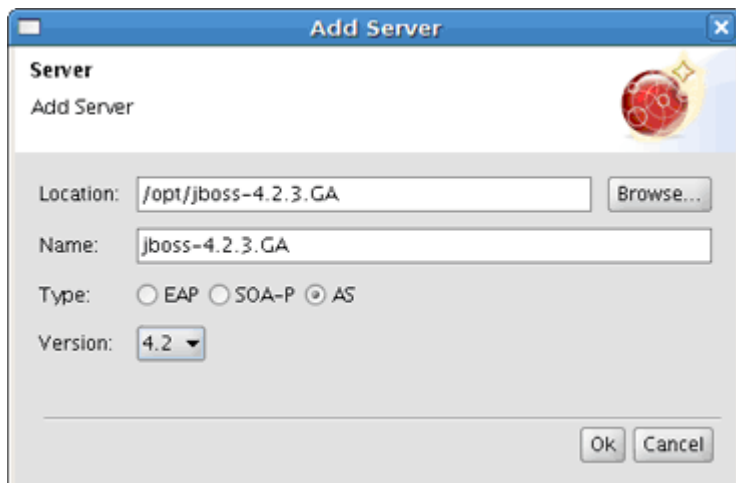 Add Server
Server
Add Server
Location: /opt/jboss-4.2.3.GA Browse...
Name: jboss-4.2.3.GA
Type: EAP SOA-P AS
Version: 4.2
Ok Cancel